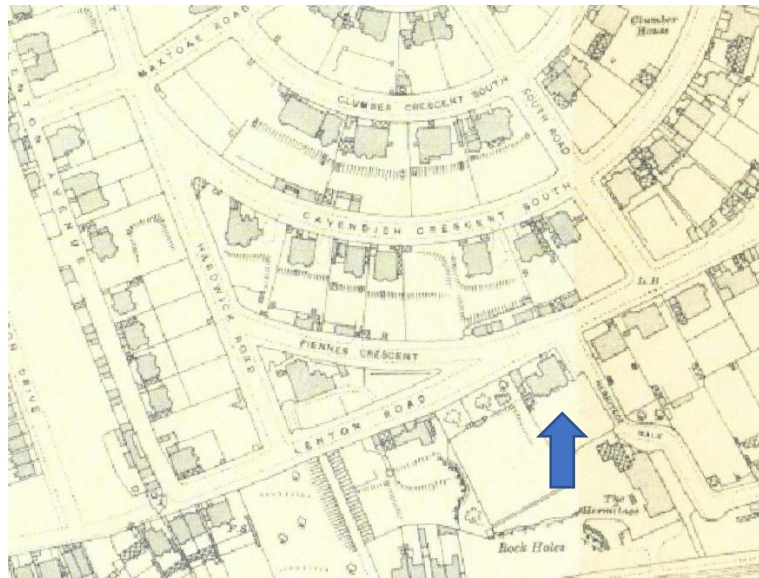 Clumber
House
MAXTOKE ROAD
CLUMBER CRESCENT SOUTH
SOUTH ROAD
AVENUE
CAVENDISH CRESCENT SOUTH
HARDWICK ROAD
L.B
FIENNES CRESCENT
DRIVE
LENTON ROAD
WALK
The
Hermitage
Rock Holes